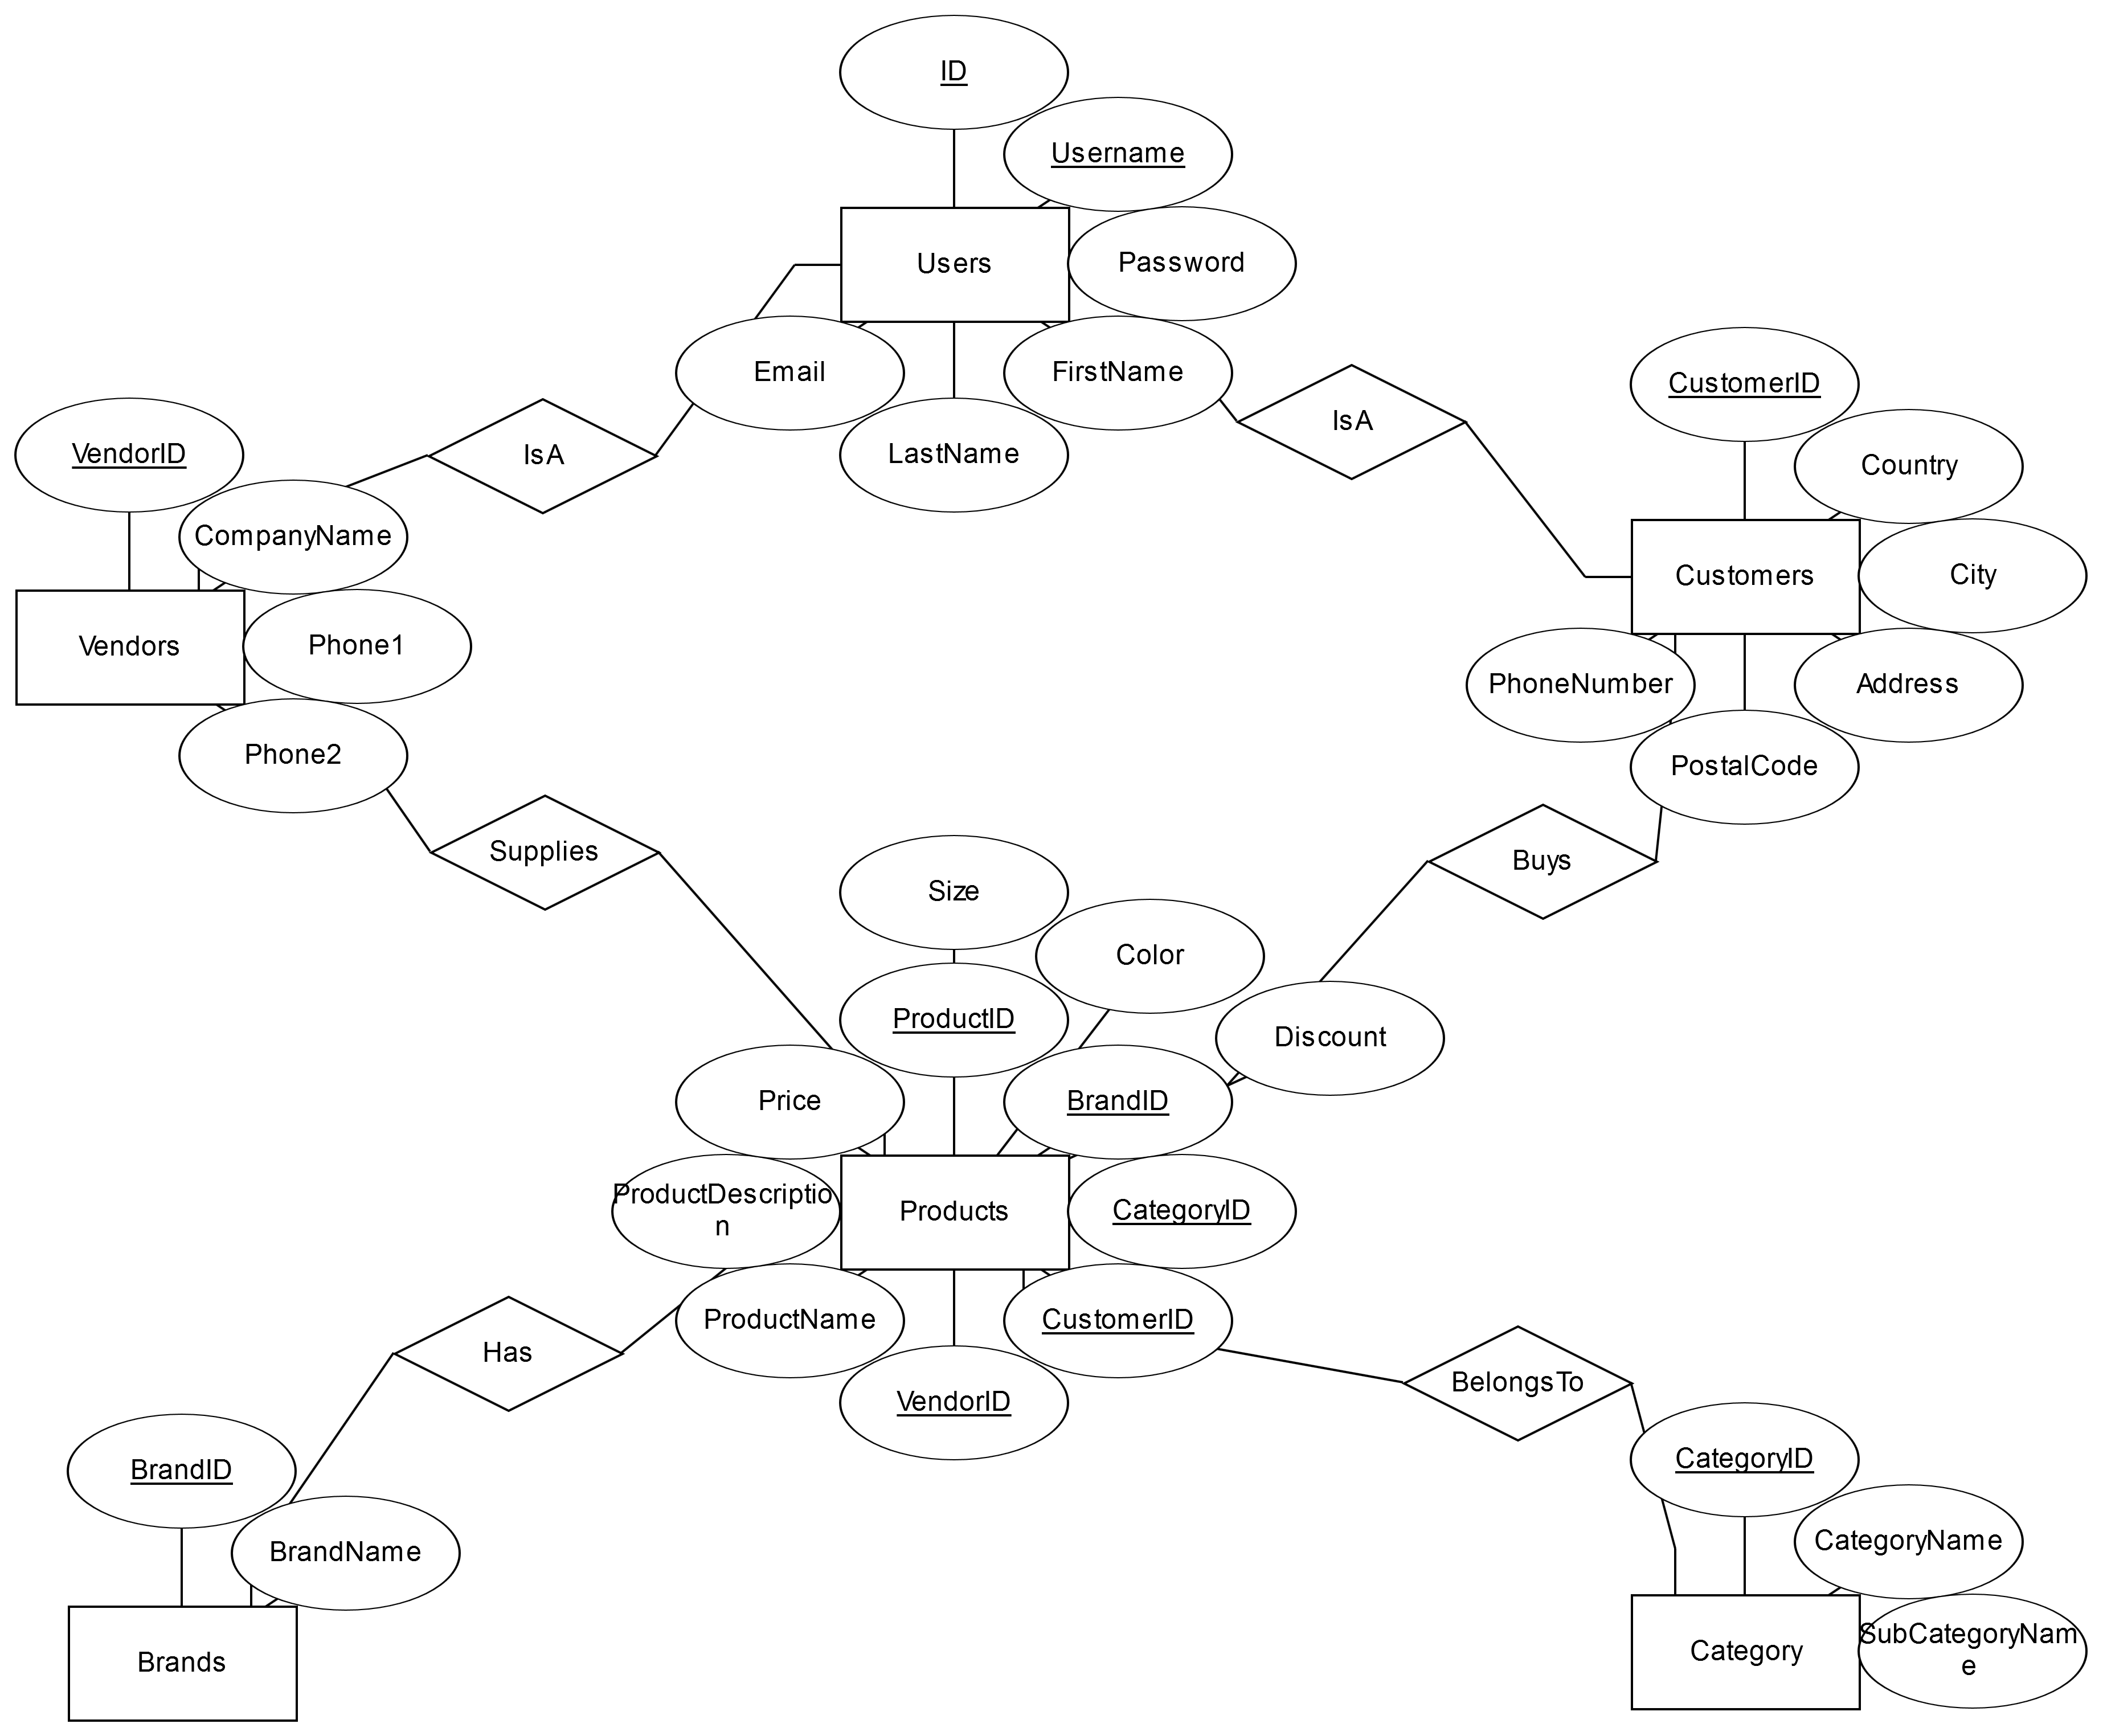 ID
Username
Users
Password
Email
FirstName
IsA
CustomerID
LastName
IsA
VendorID
Country
CompanyName
Customers
City
Vendors
Phone1
PhoneNumber
Address
Phone2
PostalCode
Supplies
Buys
Size
Color
ProductID
Discount
Price
BrandID
ProductDescriptio
n
Products
CategoryID
ProductName
CustomerID
Has
BelongsTo
VendorID
BrandID
CategoryID
BrandName
CategoryName
Brands
Category
SubCategoryNam
e